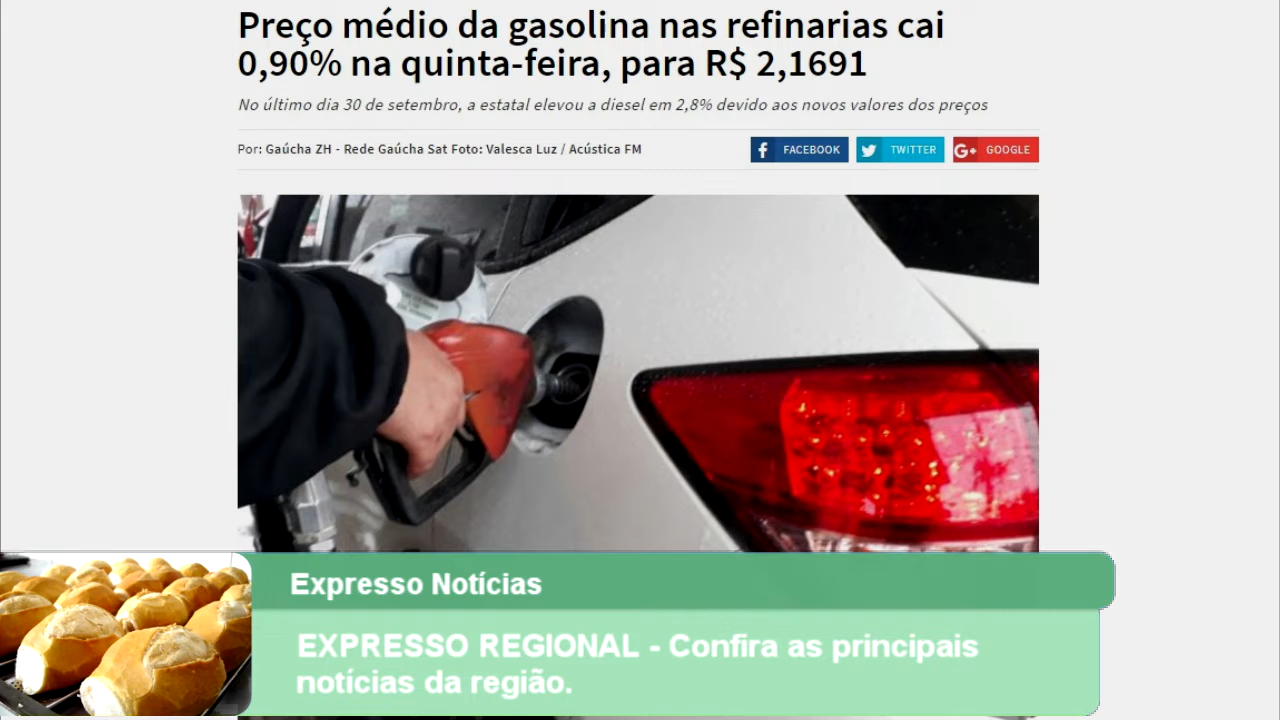 Preço médio da gasolina nas refinarias cai
0,90% na quinta-feira, para R$ 2,1691
No último dia 30 de setembro, a estatal elevou a diesel em 2,8% devido aos novos valores dos preços
Por: Gaúcha ZH - Rede Gaúcha Sat Foto: Valesca Luz / Acústica FM
FACEBOOK
TWITTER
GOOGLE
Expresso Notícias
EXPRESSO REGIONAL - Confira as principais
notícias da região.